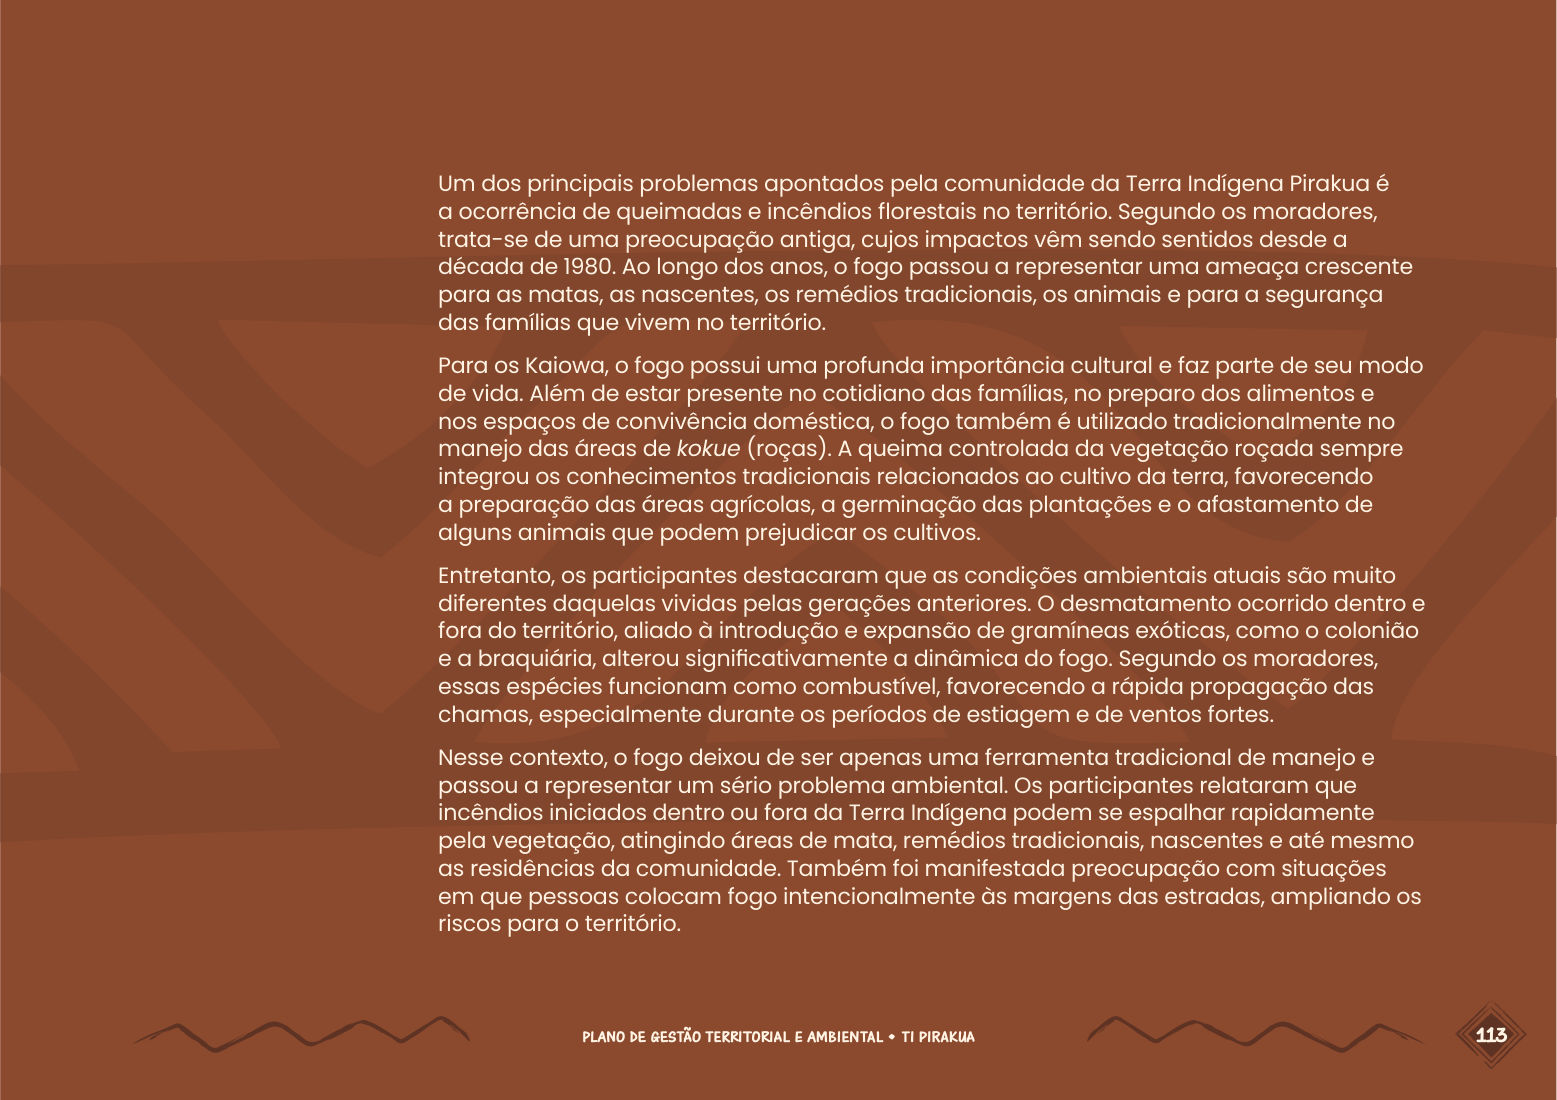 Um dos principais problemas apontados pela comunidade da Terra Indígena Pirakua é
a ocorrência de queimadas e incêndios florestais no território. Segundo os moradores,
trata-se de uma preocupação antiga, cujos impactos vêm sendo sentidos desde a
década de 1980. Ao longo dos anos, o fogo passou a representar uma ameaça crescente
para as matas, as nascentes, os remédios tradicionais, os animais e para a segurança
das famílias que vivem no território.
Para os Kaiowa, o fogo possui uma profunda importância cultural e faz parte de seu modo
de vida. Além de estar presente no cotidiano das famílias, no preparo dos alimentos e
nos espaços de convivência doméstica, o fogo também é utilizado tradicionalmente no
manejo das áreas de kokue (roças). A queima controlada da vegetação roçada sempre
integrou os conhecimentos tradicionais relacionados ao cultivo da terra, favorecendo
a preparação das áreas agrícolas, a germinação das plantações e o afastamento de
alguns animais que podem prejudicar os cultivos.
Entretanto, os participantes destacaram que as condições ambientais atuais são muito
diferentes daquelas vividas pelas gerações anteriores. O desmatamento ocorrido dentro e
fora do território, aliado à introdução e expansão de gramíneas exóticas, como o colonião
e a braquiária, alterou significativamente a dinâmica do fogo. Segundo os moradores,
essas espécies funcionam como combustível, favorecendo a rápida propagação das
chamas, especialmente durante os períodos de estiagem e de ventos fortes.
Nesse contexto, o fogo deixou de ser apenas uma ferramenta tradicional de manejo e
passou a representar um sério problema ambiental. Os participantes relataram que
incêndios iniciados dentro ou fora da Terra Indígena podem se espalhar rapidamente
pela vegetação, atingindo áreas de mata, remédios tradicionais, nascentes e até mesmo
as residências da comunidade. Também foi manifestada preocupação com situações
em que pessoas colocam fogo intencionalmente às margens das estradas, ampliando os
riscos para o território.
PLANO DE GESTÃO TERRITORIAL E AMBIENTAL • TI PIRAKUA
113